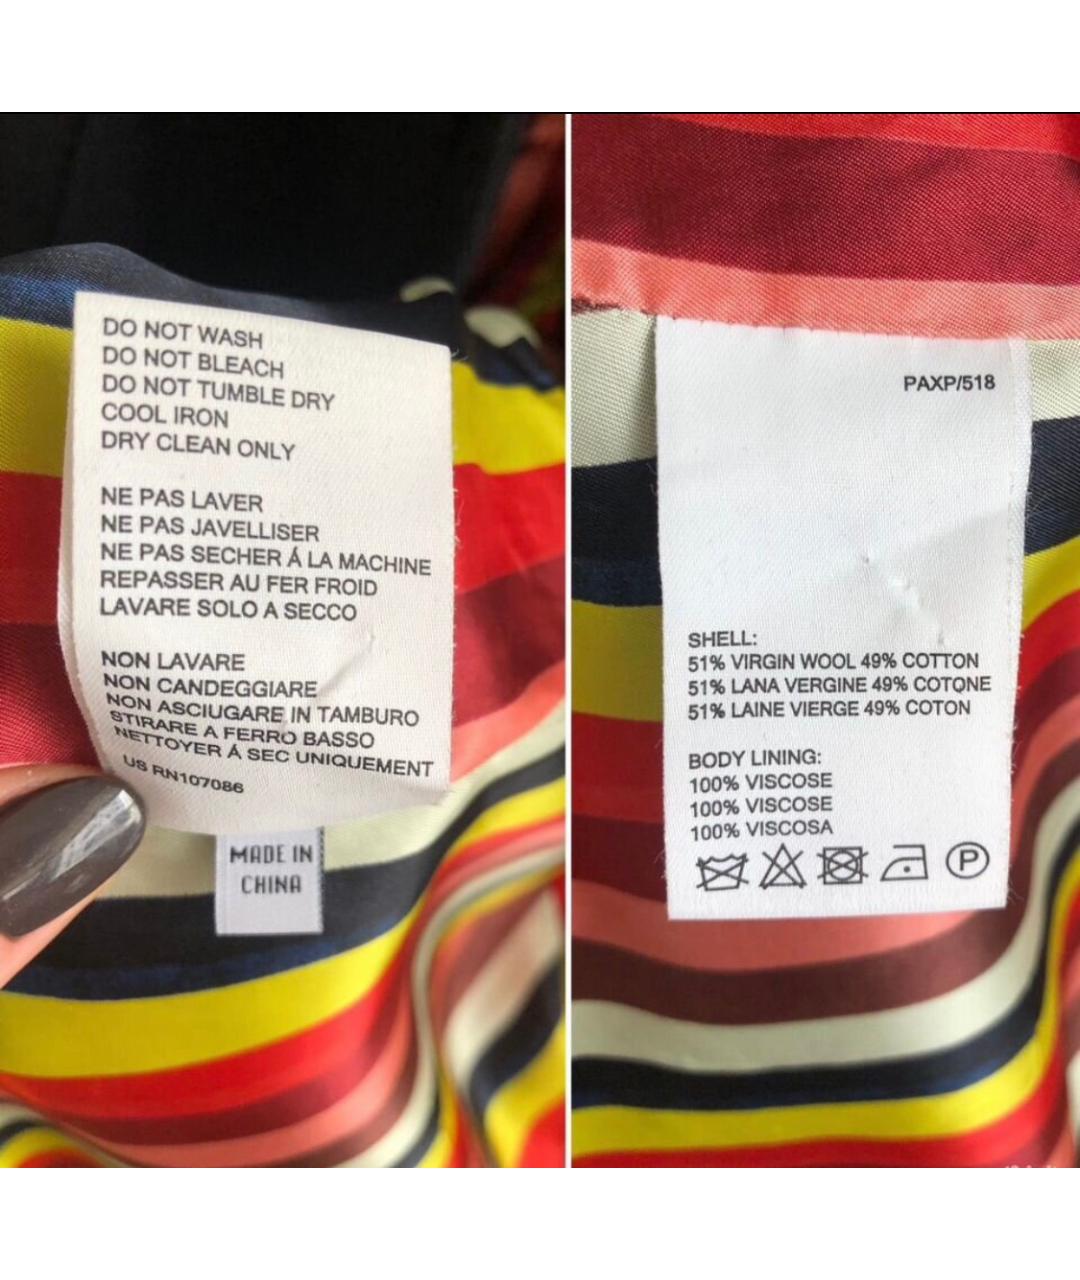 DO NOT WASH
DO NOT BLEACH
DO NOT TUMBLE DRY
COOL IRON
DRY CLEAN ONLY
NE PAS LAVER
NE PAS JAVELLISER
NE PAS SECHER Á LA MACHINE
REPASSER AU FER FROID
LAVARE SOLO A SECCO
NON LAVARE
NON CANDEGGIARE
NON ASCIUGARE IN TAMBURO
STIRARE A FERRO BASSO
NETTOYER Á SEC UNIQUEMENT
US RN107086
MADE IN
CHINA
PAXP/518
SHELL:
51% VIRGIN WOOL 49% COTTON
51% LANA VERGINE 49% COTONE
51% LAINE VIERGE 49% COTON
BODY LINING:
100% VISCOSE
100% VISCOSE
100% VISCOSA
P